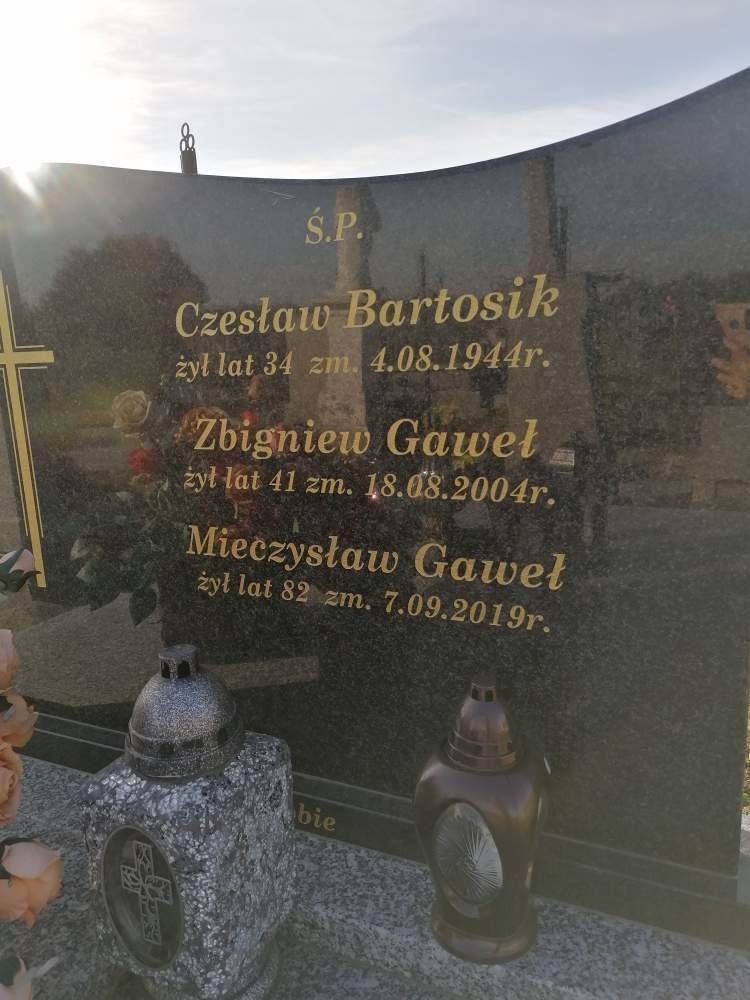 Ś.P.
Czesław Bartosik
żył lat 34 zm. 4.08.1944r.
Zbigniew Gaweł
żył lat 41 zm. 18.08.2004r.
Mieczysław Gaweł
żył lat 82 zm. 7.09.2019r.